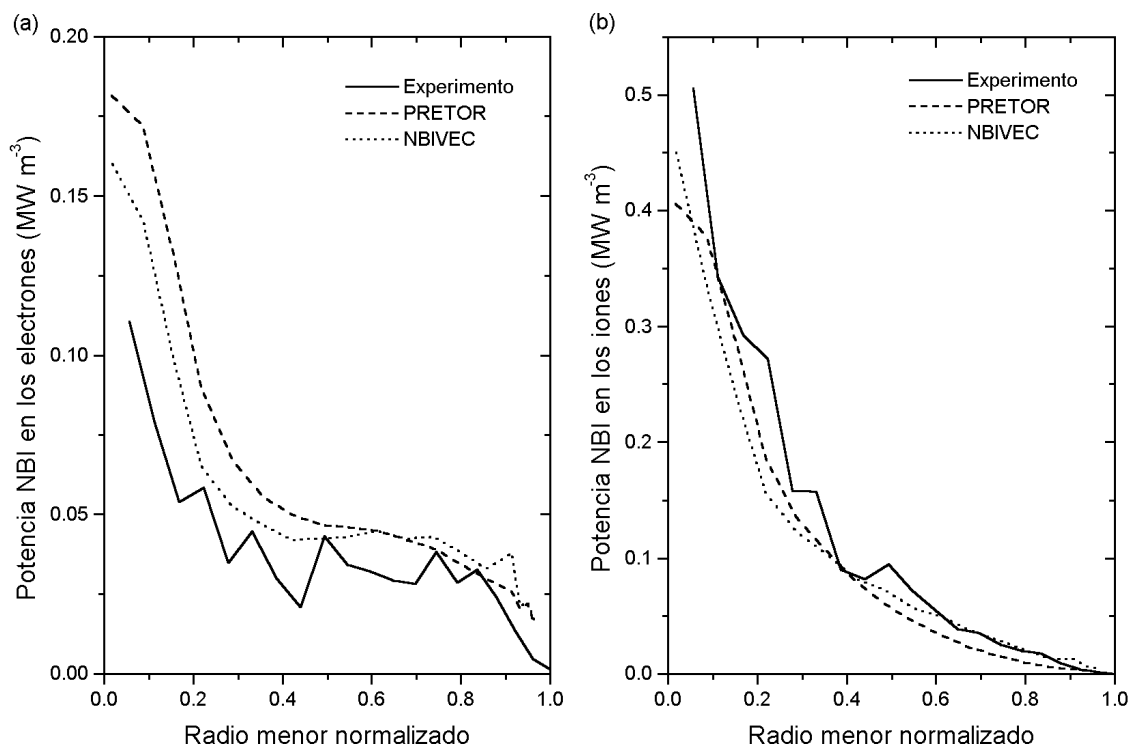 (a)
0.20
0.15
0.10
0.05
0.00
Potencia NBI en los electrones (MW m-3)
Experimento
PRETOR
NBIVEC
0.0 0.2 0.4 0.6 0.8 1.0
Radio menor normalizado
(b)
0.5
0.4
0.3
0.2
0.1
0.0
Potencia NBI en los iones (MW m-3)
Experimento
PRETOR
NBIVEC
0.0 0.2 0.4 0.6 0.8 1.0
Radio menor normalizado